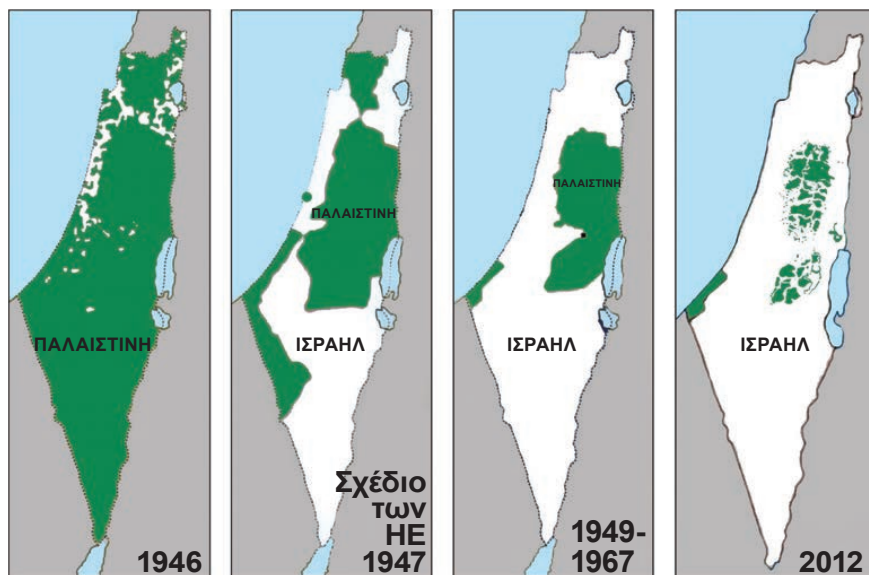 ΠΑΛΑΙΣΤΙΝΗ
1946
ΠΑΛΑΙΣΤΙΝΗ
ΙΣΡΑΗΛ
Σχέδιο
των
ΗΕ
1947
ΠΑΛΑΙΣΤΙΝΗ
ΙΣΡΑΗΛ
1949-
1967
ΙΣΡΑΗΛ
2012